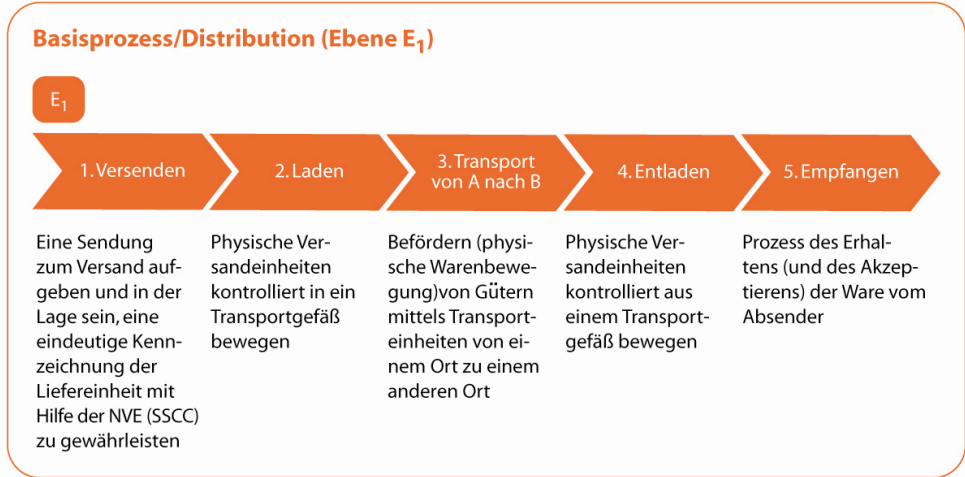 Basisprozess/Distribution (Ebene E1)
E1
1. Versenden
2. Laden
3. Transport
von A nach B
4. Entladen
5. Empfangen
Eine Sendung
zum Versand auf-
geben und in der
Lage sein, eine
eindeutige Kenn-
zeichnung der
Liefereinheit mit
Hilfe der NVE (SSCC)
zu gewährleisten
Physische Ver-
sandeinheiten
kontrolliert in ein
Transportgefäß
bewegen
Befördern (physi-
sche Warenbewe-
gung)von Gütern
mittels Transport-
einheiten von ei-
nem Ort zu einem
anderen Ort
Physische Ver-
sandeinheiten
kontrolliert aus
einem Transport-
gefäß bewegen
Prozess des Erhal-
tens (und des Akzep-
tierens) der Ware vom
Absender